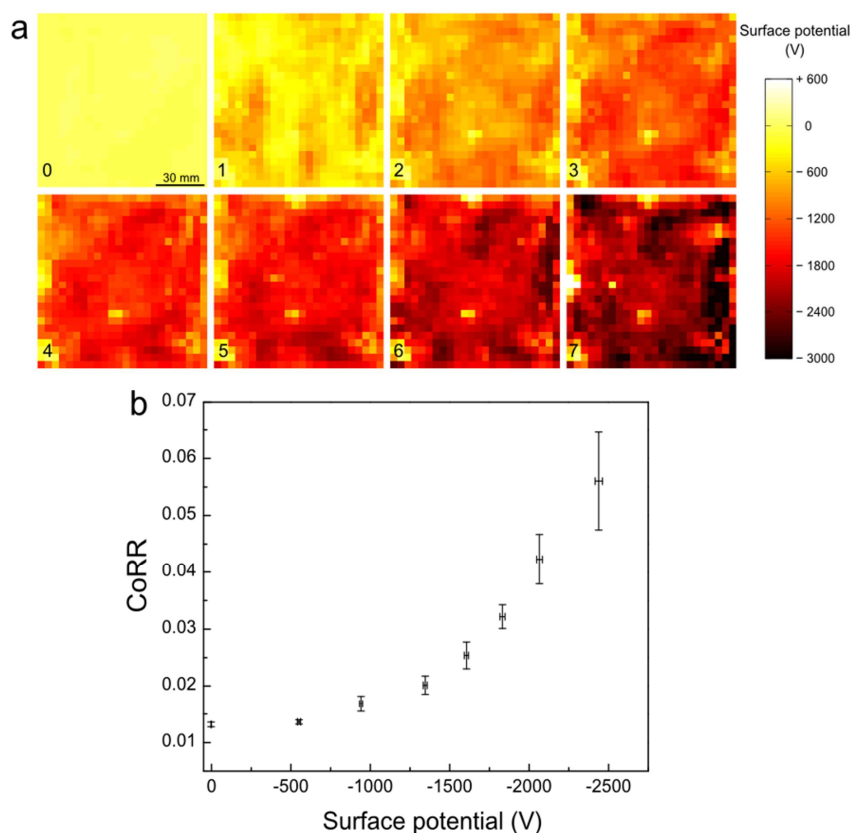 a
Surface potential
(V)
0
30 mm
1
2
3
4
5
6
7
+ 600
0
− 600
− 1200
− 1800
− 2400
− 3000
b
0.07
0.06
0.05
0.04
0.03
0.02
0.01
CoRR
0 -500 -1000 -1500 -2000 -2500
Surface potential (V)